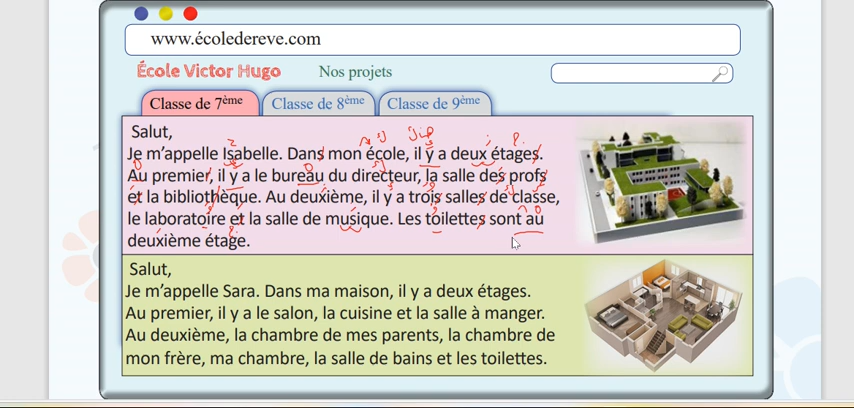 www.écoledereve.com
École Victor Hugo Nos projets
Classe de 7ème Classe de 8ème Classe de 9ème
Salut,
Je m'appelle Isabelle. Dans mon école, il y a deux étages.
Au premier, il y a le bureau du directeur, la salle des profs
et la bibliothèque. Au deuxième, il y a trois salles de classe,
le laboratoire et la salle de musique. Les toilettes sont au
deuxième étage.
Salut,
Je m'appelle Sara. Dans ma maison, il y a deux étages.
Au premier, il y a le salon, la cuisine et la salle à manger.
Au deuxième, la chambre de mes parents, la chambre de
mon frère, ma chambre, la salle de bains et les toilettes.